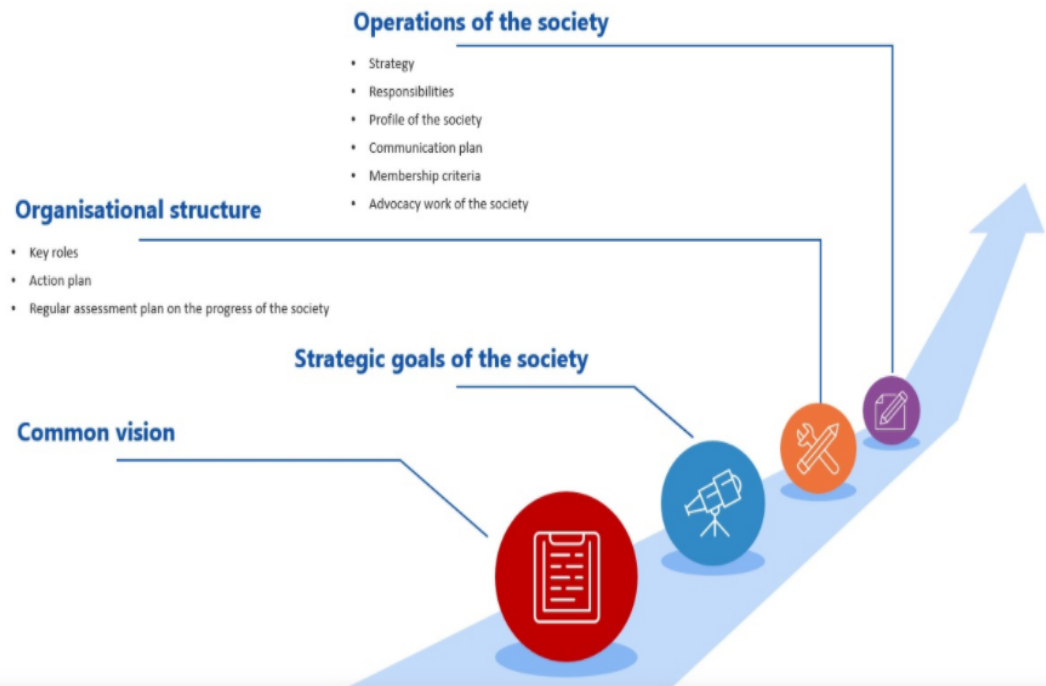 Operations of the society
• Strategy
• Responsibilities
• Profile of the society
• Communication plan
• Membership criteria
• Advocacy work of the society
Organisational structure
• Key roles
• Action plan
• Regular assessment plan on the progress of the society
Strategic goals of the society
Common vision